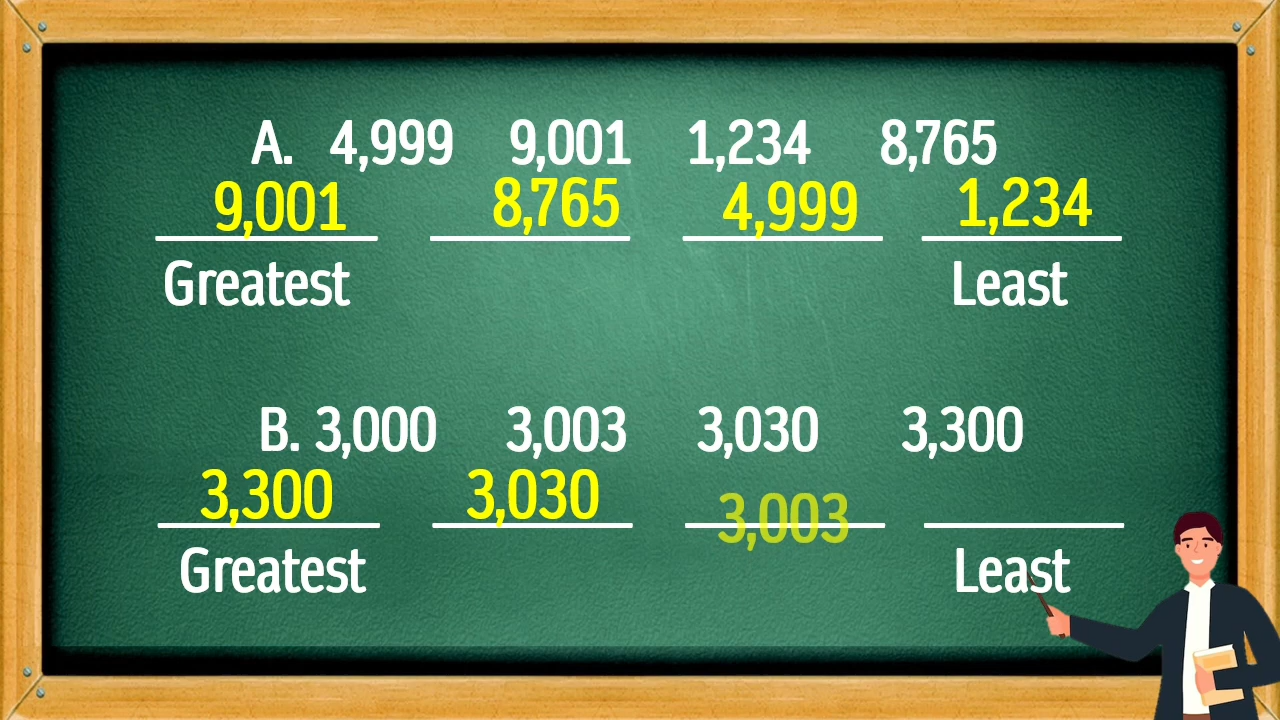 A. 4,999 9,001 1,234 8,765
9,001 8,765 4,999 1,234
Greatest Least
B. 3,000 3,003 3,030 3,300
3,300 3,030 3,003
Greatest Least